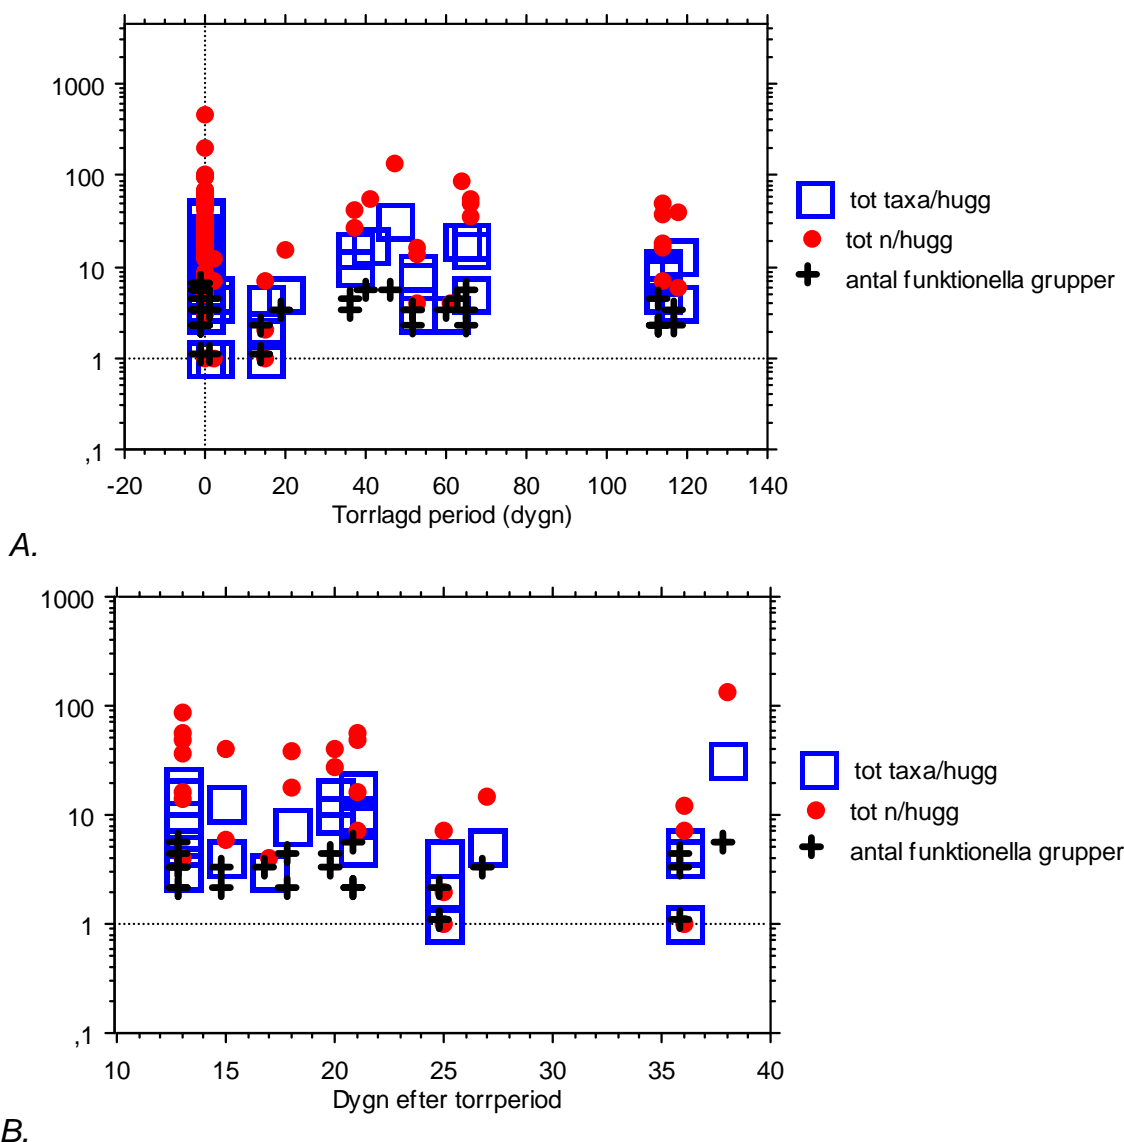 1000
100
10
1
,1
-20 0 20 40 60 80 100 120 140
Torrlagd period (dygn)
tot taxa/hugg
tot n/hugg
antal funktionella grupper
A.
1000
100
10
1
,1
10 15 20 25 30 35 40
Dygn efter torrperiod
tot taxa/hugg
tot n/hugg
antal funktionella grupper
B.